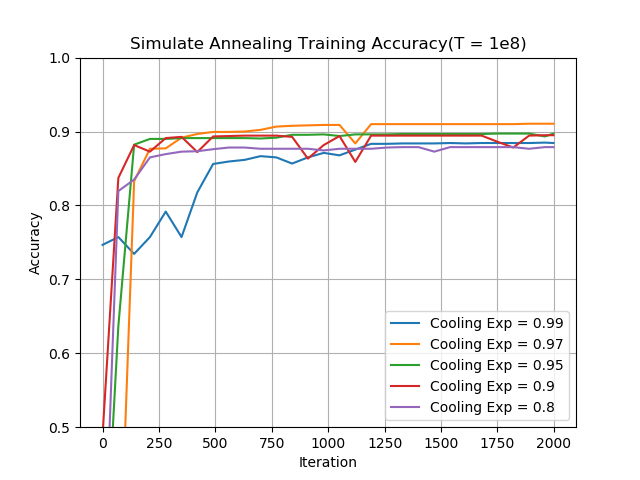 Simulate Annealing Training Accuracy(T = 1e8)
1.0
0.9
0.8
0.7
0.6
0.5
Accuracy
0
250
500
750
1000
1250
1500
1750
2000
Iteration
Cooling Exp = 0.99
Cooling Exp = 0.97
Cooling Exp = 0.95
Cooling Exp = 0.9
Cooling Exp = 0.8